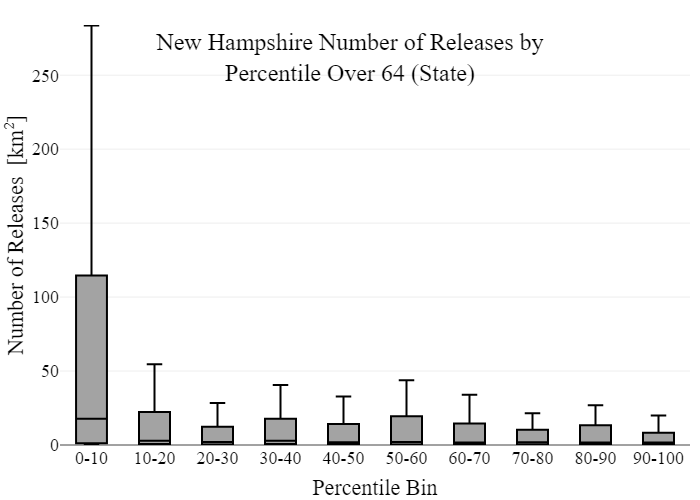 New Hampshire Number of Releases by
Percentile Over 64 (State)
Number of Releases [km²]
250
200
150
100
50
0
0-10 10-20 20-30 30-40 40-50 50-60 60-70 70-80 80-90 90-100
Percentile Bin